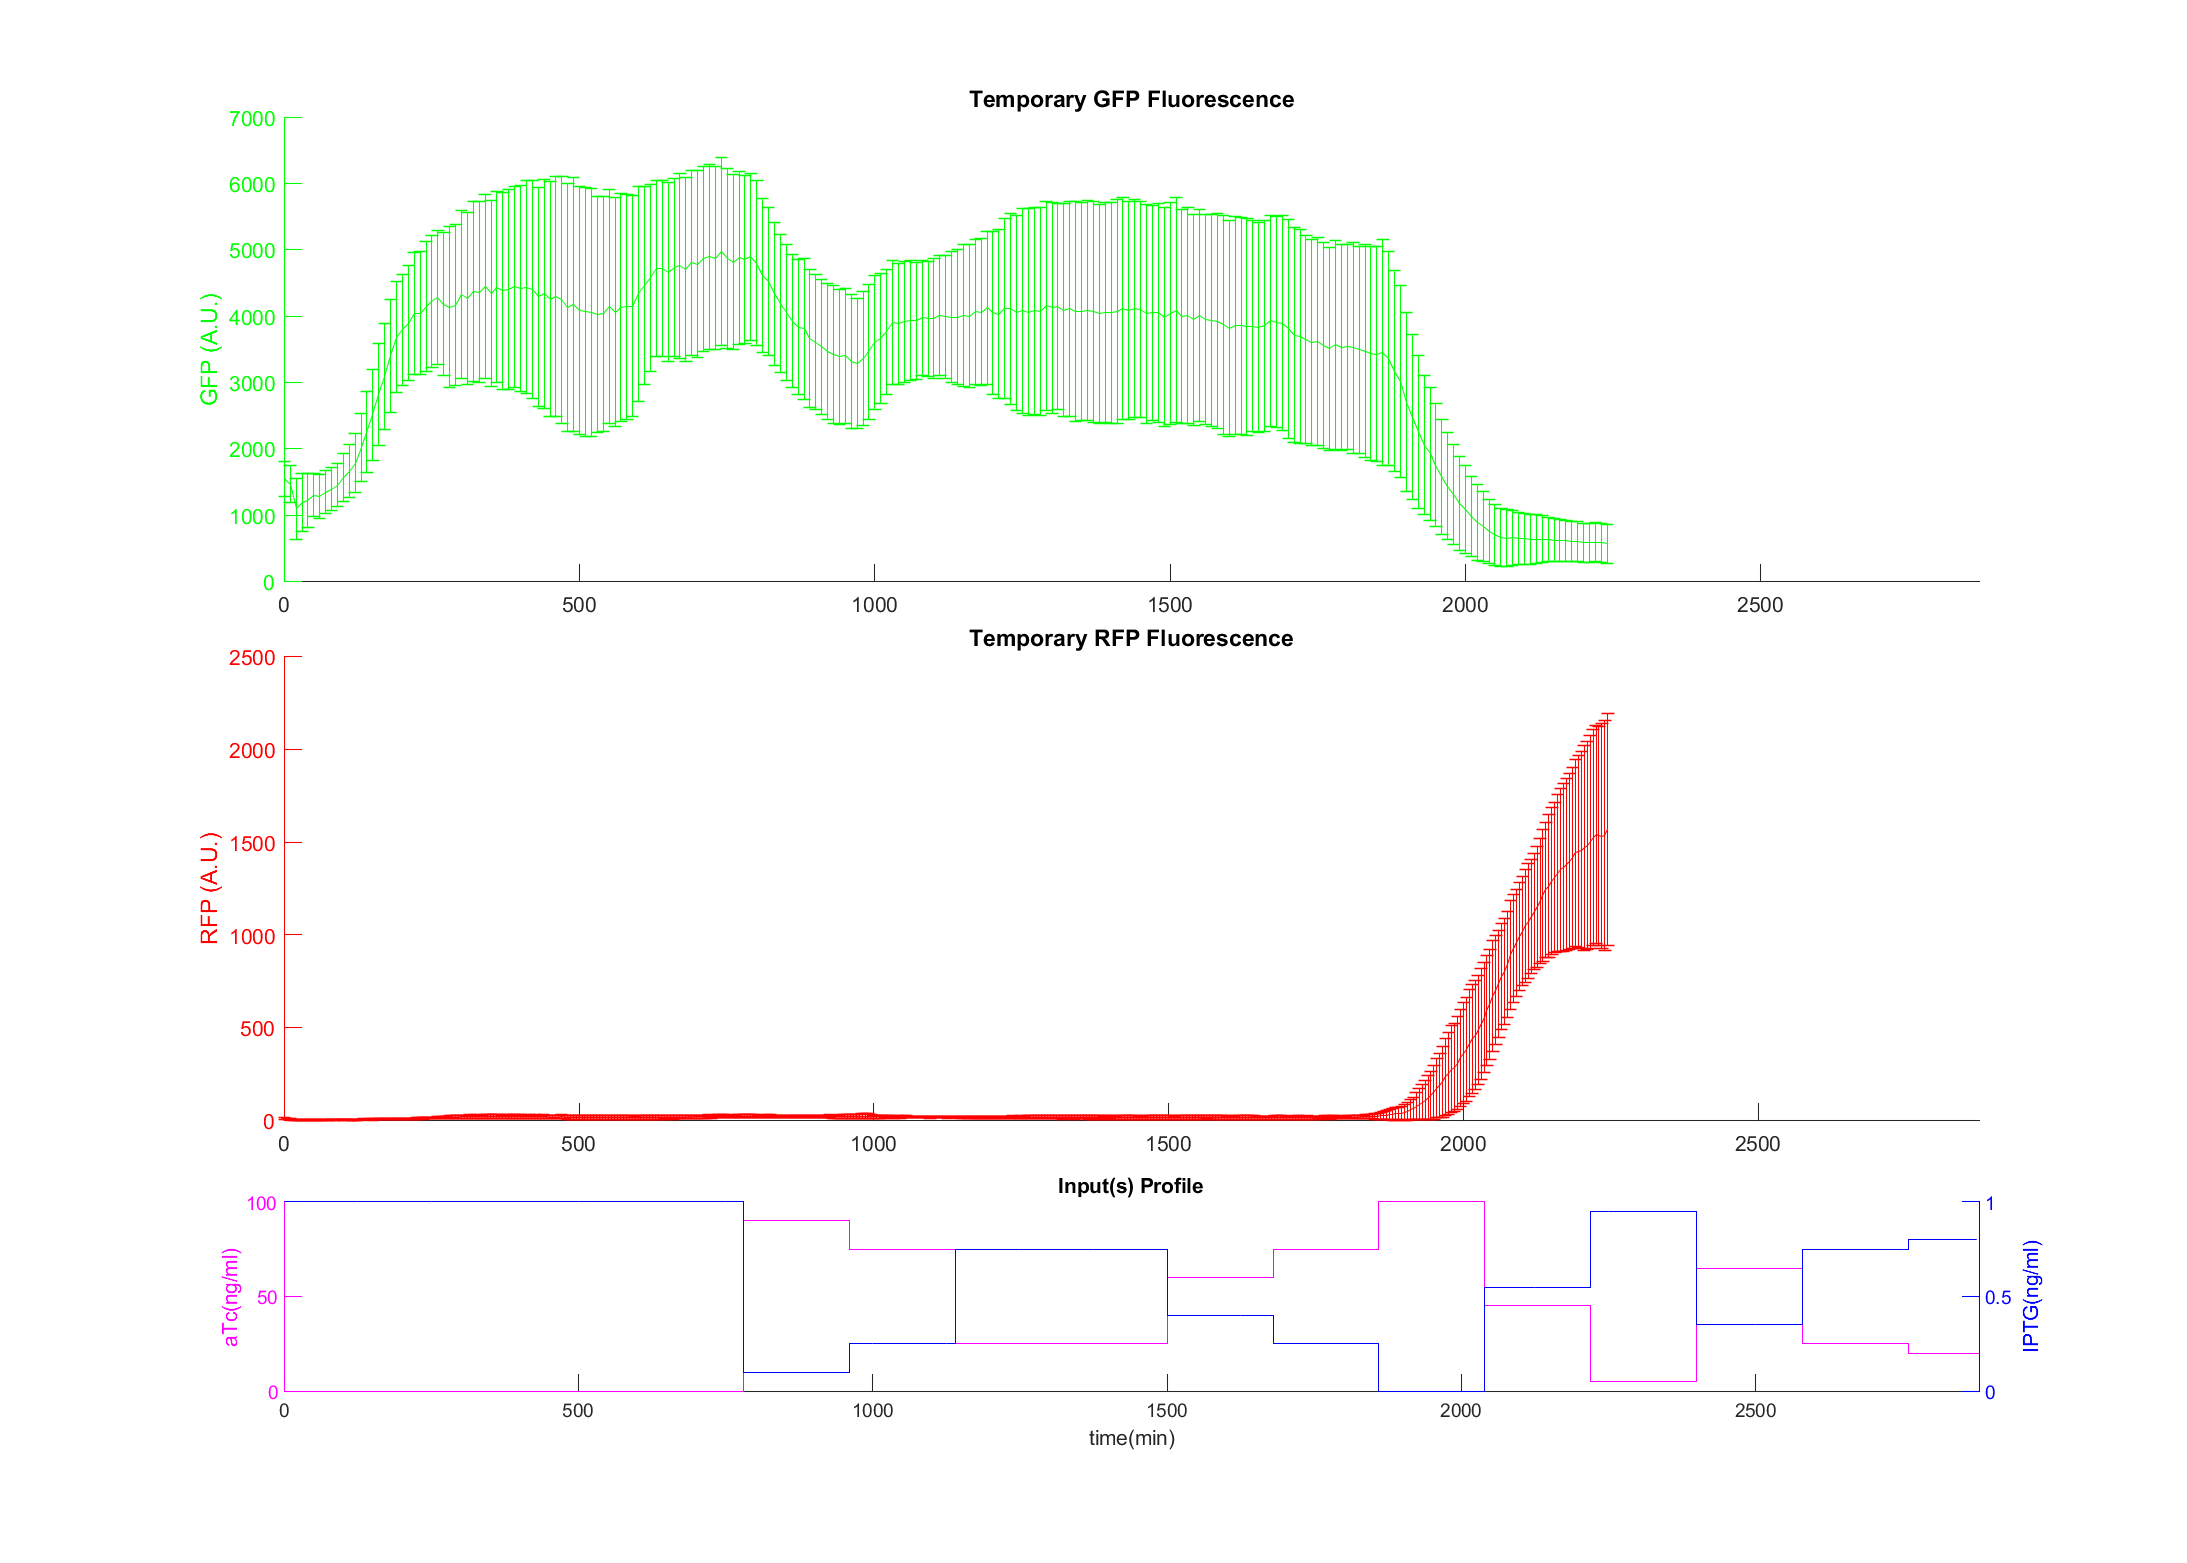 Temporary GFP Fluorescence
7000
6000
5000
4000
3000
2000
1000
0
GFP (A.U.)
0 500 1000 1500 2000 2500
Temporary RFP Fluorescence
2500
2000
1500
1000
500
0
RFP (A.U.)
0 500 1000 1500 2000 2500
Input(s) Profile
100
50
0
aTc(ng/ml)
1
0.5
0
IPTG(ng/ml)
0 500 1000 1500 2000 2500
time(min)